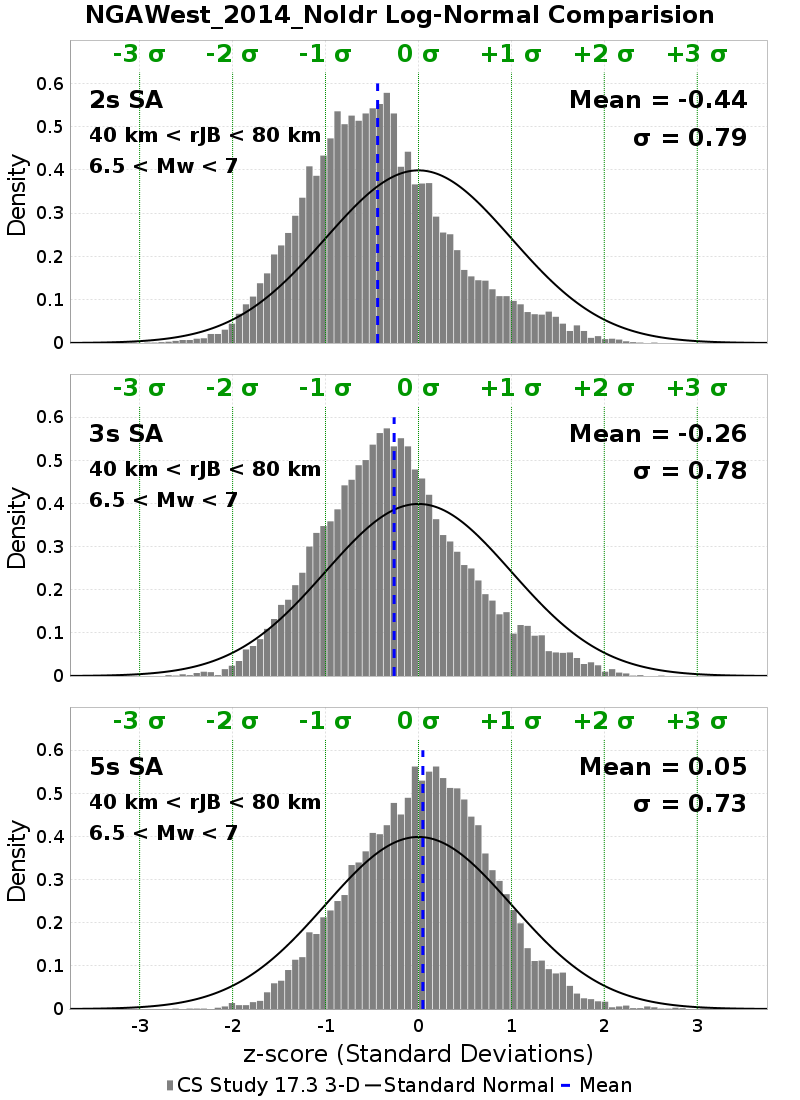 NGAWest_2014_NoIdr Log-Normal Comparision
-3 σ -2 σ -1 σ 0 σ +1 σ +2 σ +3 σ
2s SA
40 km < rJB < 80 km
6.5 < Mw < 7
Mean = -0.44
σ = 0.79
Density
0.6
0.5
0.4
0.3
0.2
0.1
0
-3 σ -2 σ -1 σ 0 σ +1 σ +2 σ +3 σ
3s SA
40 km < rJB < 80 km
6.5 < Mw < 7
Mean = -0.26
σ = 0.78
Density
0.6
0.5
0.4
0.3
0.2
0.1
0
-3 σ -2 σ -1 σ 0 σ +1 σ +2 σ +3 σ
5s SA
40 km < rJB < 80 km
6.5 < Mw < 7
Mean = 0.05
σ = 0.73
Density
0.6
0.5
0.4
0.3
0.2
0.1
0
-3 -2 -1 0 1 2 3
z-score (Standard Deviations)
CS Study 17.3 3-D Standard Normal Mean